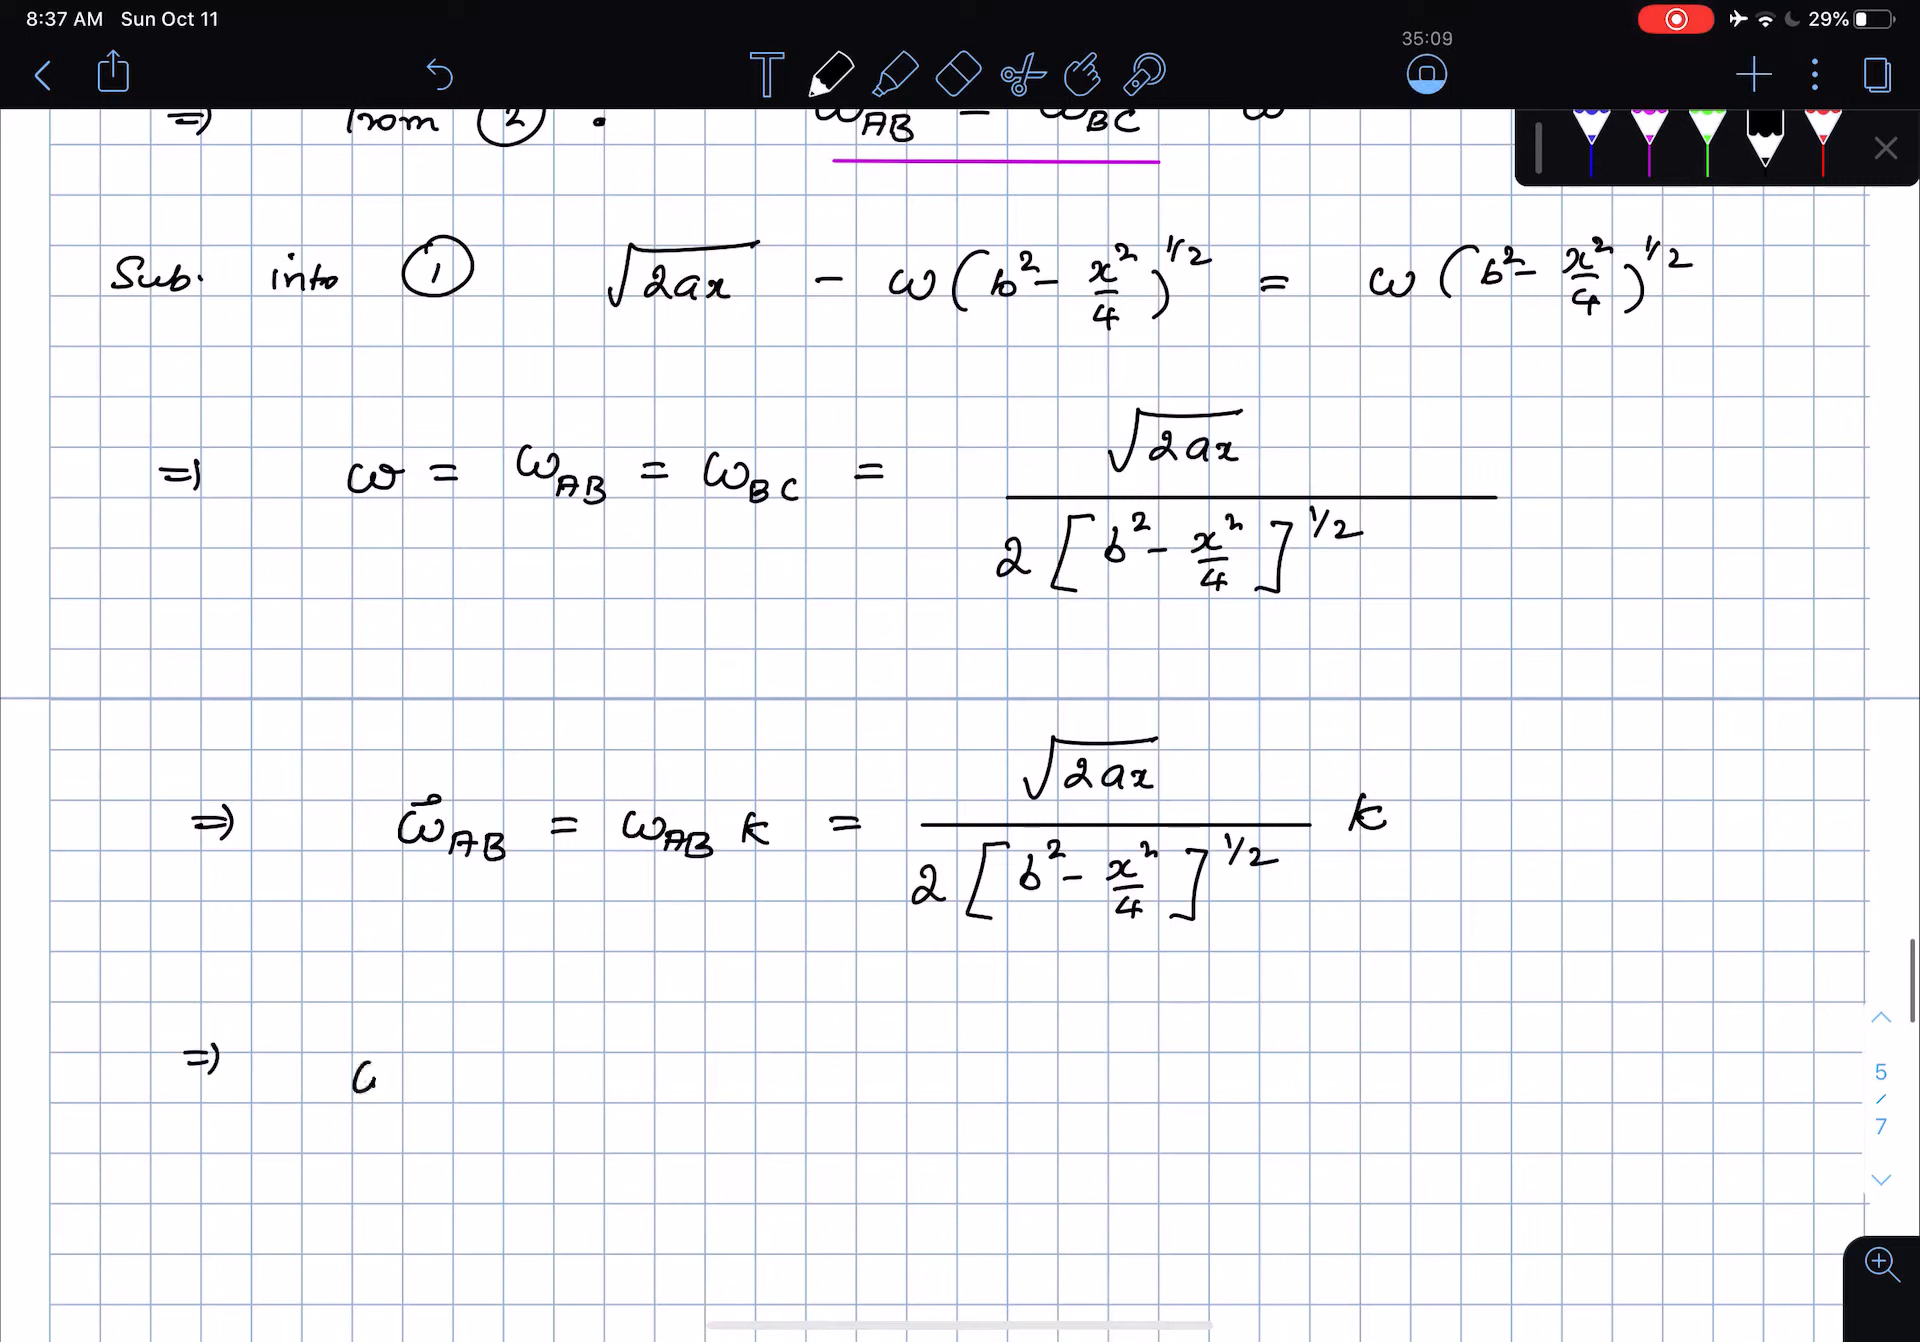 8:37 AM Sun Oct 11 29%
35:09
=> from ② . ω_AB = ω_BC = ω
Sub. into ① √(2ax) - ω(b² - x²/4)^(1/2) = ω(b² - x²/4)^(1/2)
=> ω = ω_AB = ω_BC = √(2ax) / 2[b² - x²/4]^(1/2)
=> ω⃗_AB = ω_AB k = √(2ax) / 2[b² - x²/4]^(1/2) k
=>
5 / 7